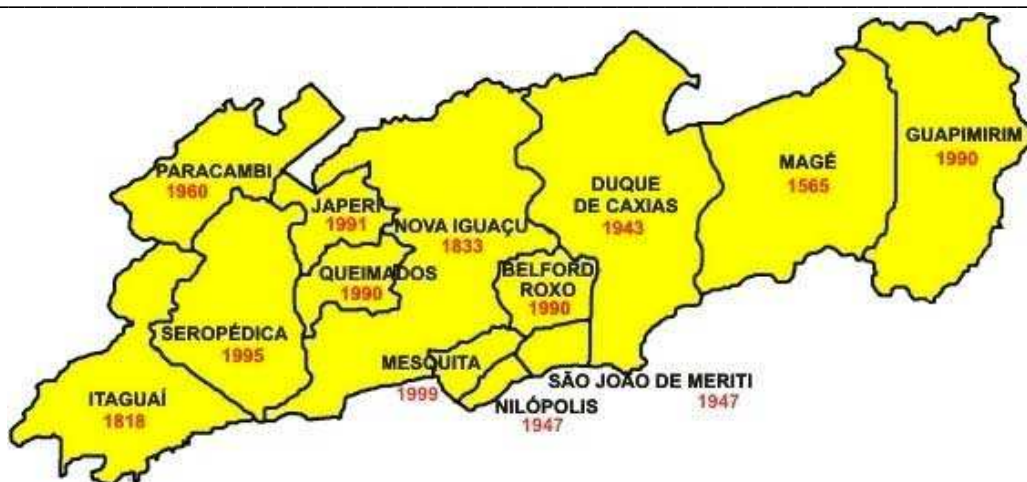 PARACAMBI
1960
JAPERI
1991
NOVA IGUAÇU
1833
DUQUE
DE CAXIAS
1943
MAGÉ
1565
GUAPIMIRIM
1990
QUEIMADOS
1990
BELFORD
ROXO
1990
SEROPÉDICA
1995
MESQUITA
1999
SÃO JOÃO DE MERITI
1947
NILÓPOLIS
1947
ITAGUAÍ
1818